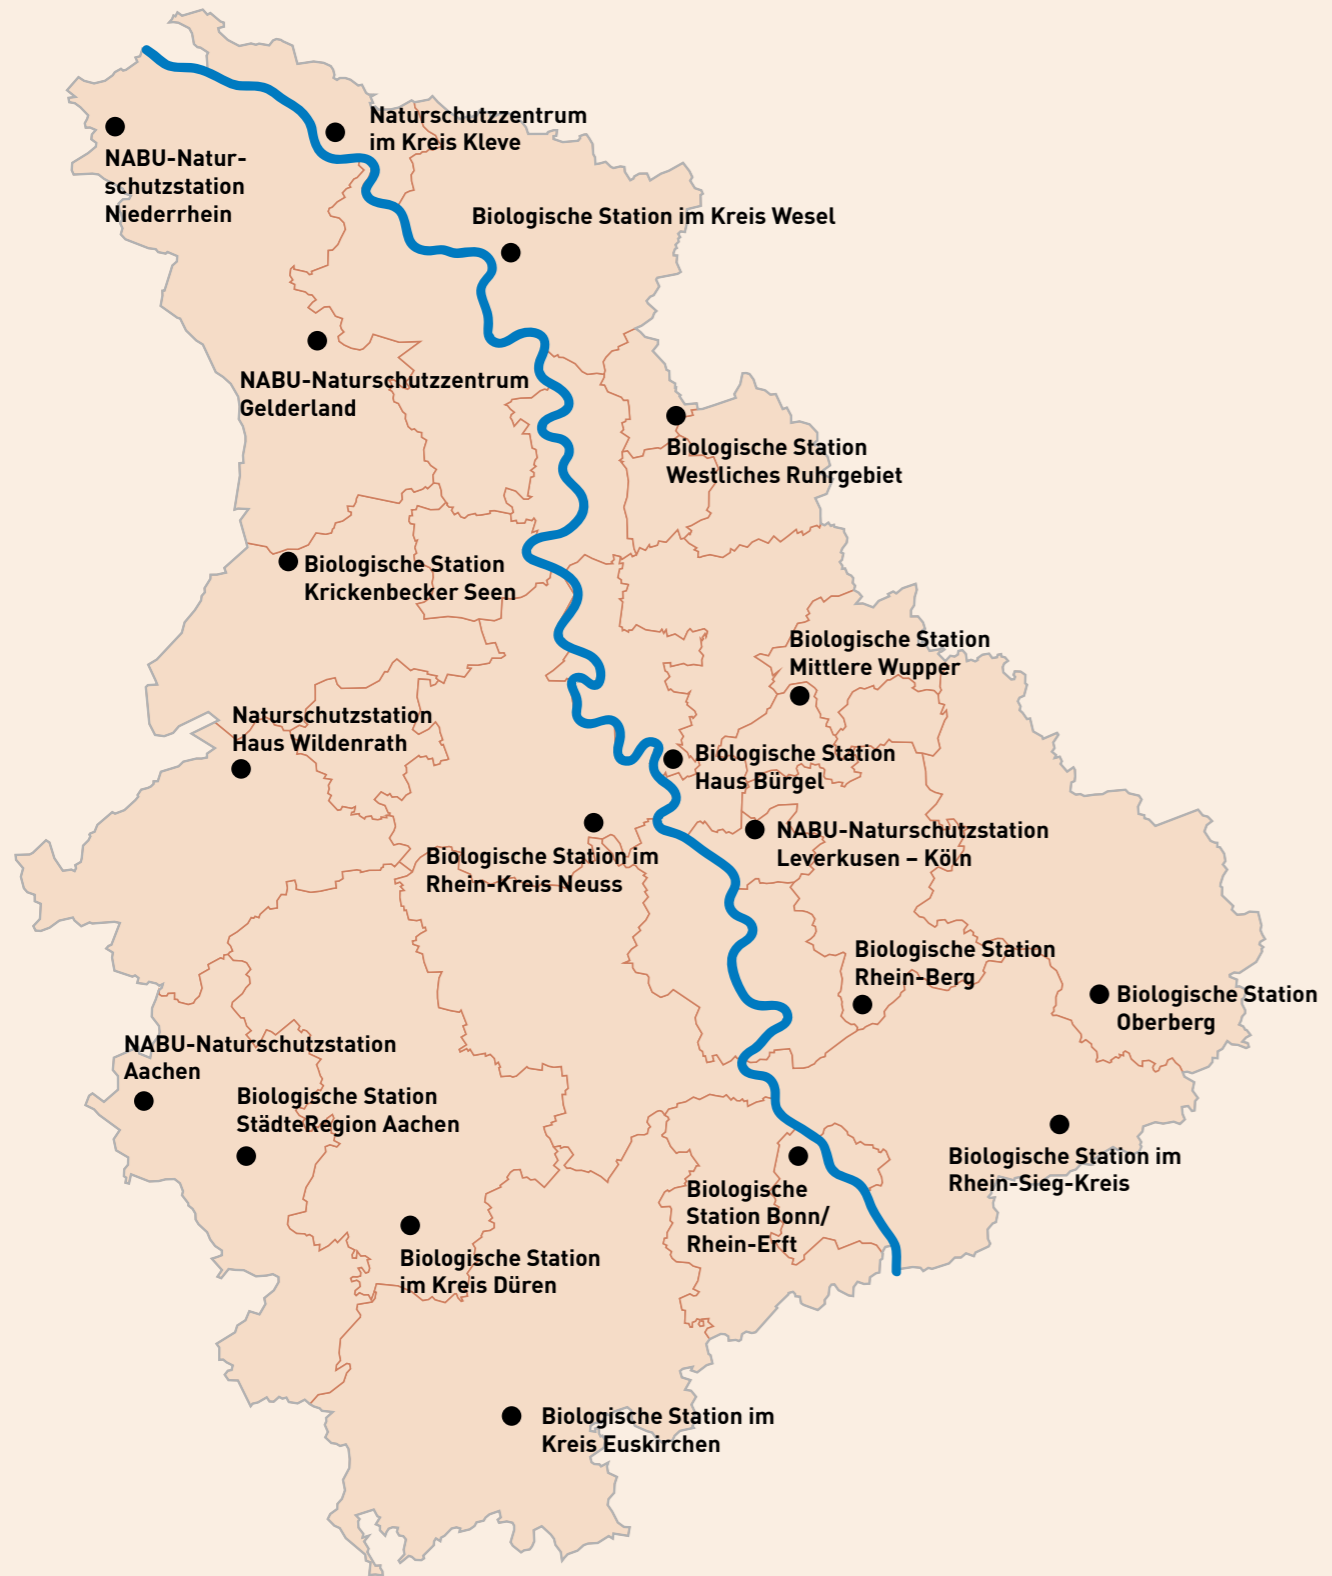 Naturschutzzentrum
im Kreis Kleve
NABU-Natur-
schutzstation
Niederrhein
Biologische Station im Kreis Wesel
NABU-Naturschutzzentrum
Gelderland
Biologische Station
Westliches Ruhrgebiet
Biologische Station
Krickenbecker Seen
Biologische Station
Mittlere Wupper
Naturschutzstation
Haus Wildenrath
Biologische Station
Haus Bürgel
NABU-Naturschutzstation
Leverkusen – Köln
Biologische Station im
Rhein-Kreis Neuss
Biologische Station
Rhein-Berg
Biologische Station
Oberberg
NABU-Naturschutzstation
Aachen
Biologische Station
StädteRegion Aachen
Biologische Station im
Rhein-Sieg-Kreis
Biologische
Station Bonn/
Rhein-Erft
Biologische Station
im Kreis Düren
Biologische Station im
Kreis Euskirchen